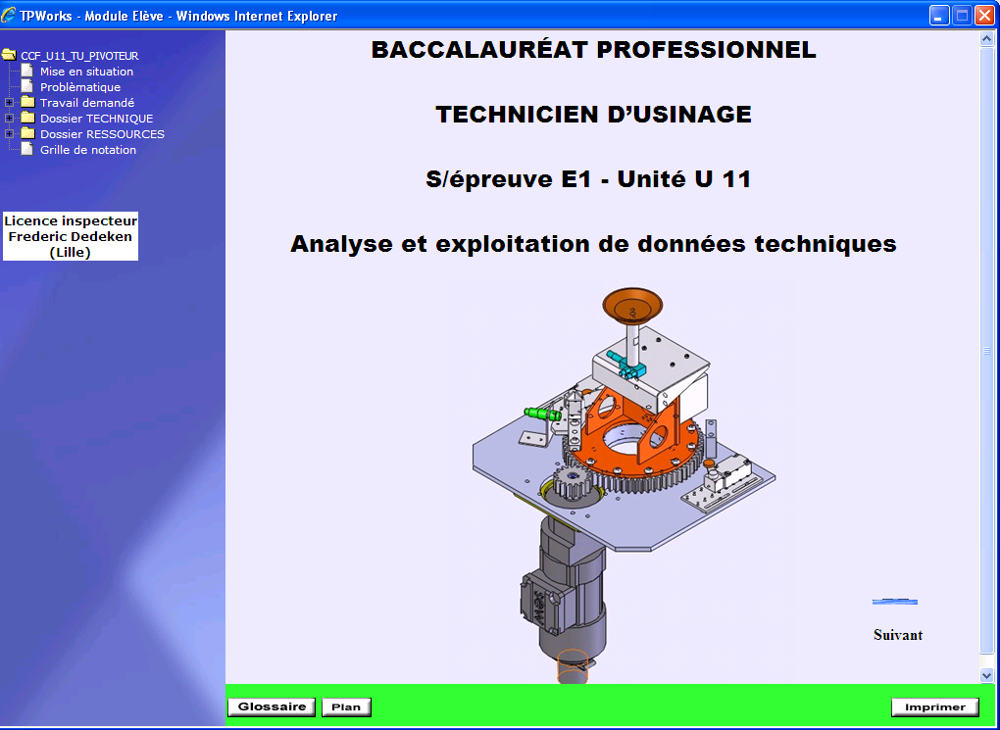 TPWorks - Module Elève - Windows Internet Explorer
CCF_U11_TU_PIVOTEUR
Mise en situation
Problèmatique
Travail demandé
Dossier TECHNIQUE
Dossier RESSOURCES
Grille de notation
Licence inspecteur
Frederic Dedeken
(Lille)
BACCALAURÉAT PROFESSIONNEL
TECHNICIEN D’USINAGE
S/épreuve E1 - Unité U 11
Analyse et exploitation de données techniques
Suivant
Glossaire
Plan
Imprimer